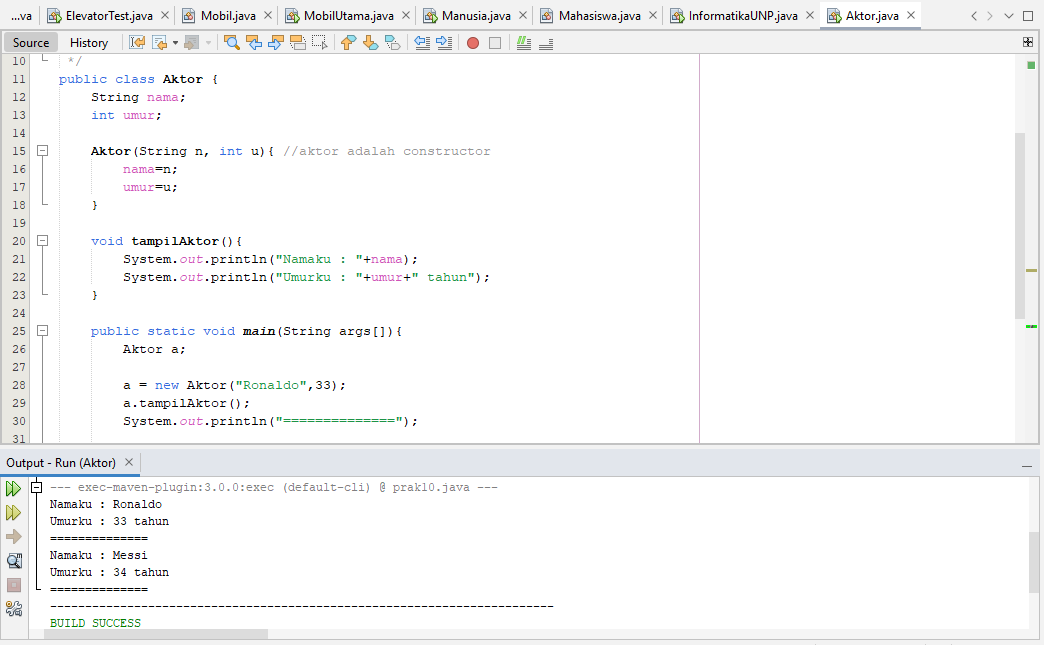 ...va ElevatorTest.java Mobil.java MobilUtama.java Manusia.java Mahasiswa.java InformatikaUNP.java Aktor.java
Source History
10 */
11 public class Aktor {
12 String nama;
13 int umur;
14
15 Aktor(String n, int u){ //aktor adalah constructor
16 nama=n;
17 umur=u;
18 }
19
20 void tampilAktor(){
21 System.out.println("Namaku : "+nama);
22 System.out.println("Umurku : "+umur+" tahun");
23 }
24
25 public static void main(String args[]){
26 Aktor a;
27
28 a = new Aktor("Ronaldo",33);
29 a.tampilAktor();
30 System.out.println("==============");
31
Output - Run (Aktor)
--- exec-maven-plugin:3.0.0:exec (default-cli) @ prak10.java ---
Namaku : Ronaldo
Umurku : 33 tahun
==============
Namaku : Messi
Umurku : 34 tahun
==============
------------------------------------------------------------------------
BUILD SUCCESS